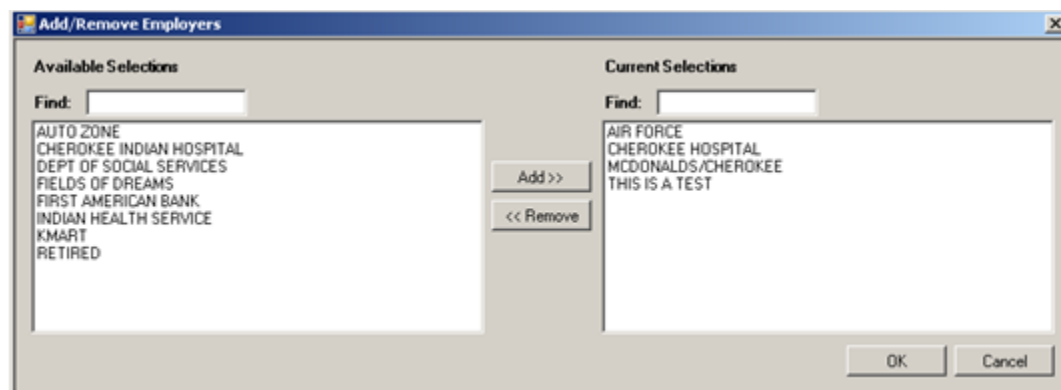 Add/Remove Employers
Available Selections
Find:
AUTO ZONE
CHEROKEE INDIAN HOSPITAL
DEPT OF SOCIAL SERVICES
FIELDS OF DREAMS
FIRST AMERICAN BANK
INDIAN HEALTH SERVICE
KMART
RETIRED
Add >>
<< Remove
Current Selections
Find:
AIR FORCE
CHEROKEE HOSPITAL
MCDONALDS/CHEROKEE
THIS IS A TEST
OK
Cancel